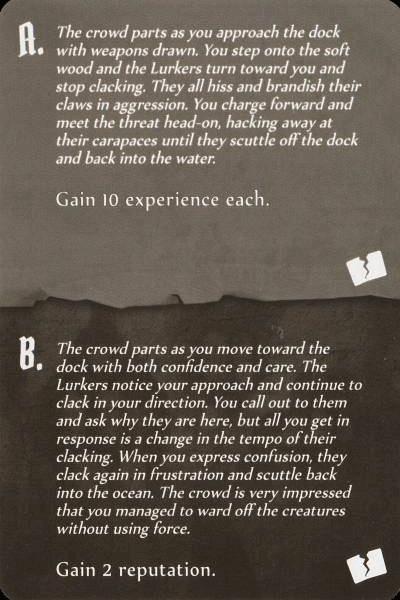 A. The crowd parts as you approach the dock
with weapons drawn. You step onto the soft
wood and the Lurkers turn toward you and
stop clacking. They all hiss and brandish their
claws in aggression. You charge forward and
meet the threat head-on, hacking away at
their carapaces until they scuttle off the dock
and back into the water.
Gain 10 experience each.
B. The crowd parts as you move toward the
dock with both confidence and care. The
Lurkers notice your approach and continue to
clack in your direction. You call out to them
and ask why they are here, but all you get in
response is a change in the tempo of their
clacking. When you express confusion, they
clack again in frustration and scuttle back
into the ocean. The crowd is very impressed
that you managed to ward off the creatures
without using force.
Gain 2 reputation.